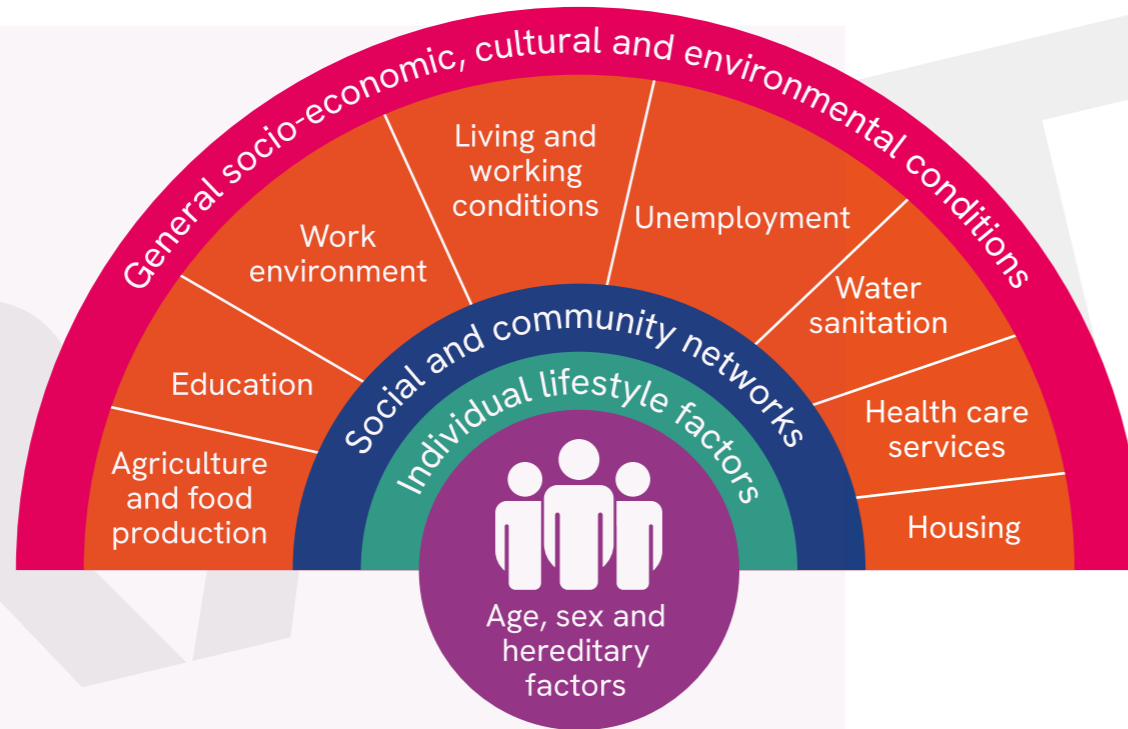 General socio-economic, cultural and environmental conditions
Agriculture
and food
production
Education
Work
environment
Living and
working
conditions
Unemployment
Water
sanitation
Health care
services
Housing
Social and community networks
Individual lifestyle factors
Age, sex and
hereditary
factors